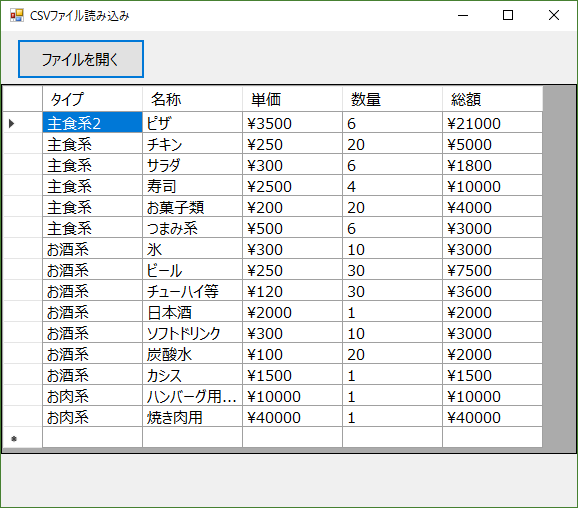 CSVファイル読み込み
ファイルを開く
タイプ 名称 単価 数量 総額
主食系2 ピザ ¥3500 6 ¥21000
主食系 チキン ¥250 20 ¥5000
主食系 サラダ ¥300 6 ¥1800
主食系 寿司 ¥2500 4 ¥10000
主食系 お菓子類 ¥200 20 ¥4000
主食系 つまみ系 ¥500 6 ¥3000
お酒系 氷 ¥300 10 ¥3000
お酒系 ビール ¥250 30 ¥7500
お酒系 チューハイ等 ¥120 30 ¥3600
お酒系 日本酒 ¥2000 1 ¥2000
お酒系 ソフトドリンク ¥300 10 ¥3000
お酒系 炭酸水 ¥100 20 ¥2000
お酒系 カシス ¥1500 1 ¥1500
お肉系 ハンバーグ用... ¥10000 1 ¥10000
お肉系 焼き肉用 ¥40000 1 ¥40000